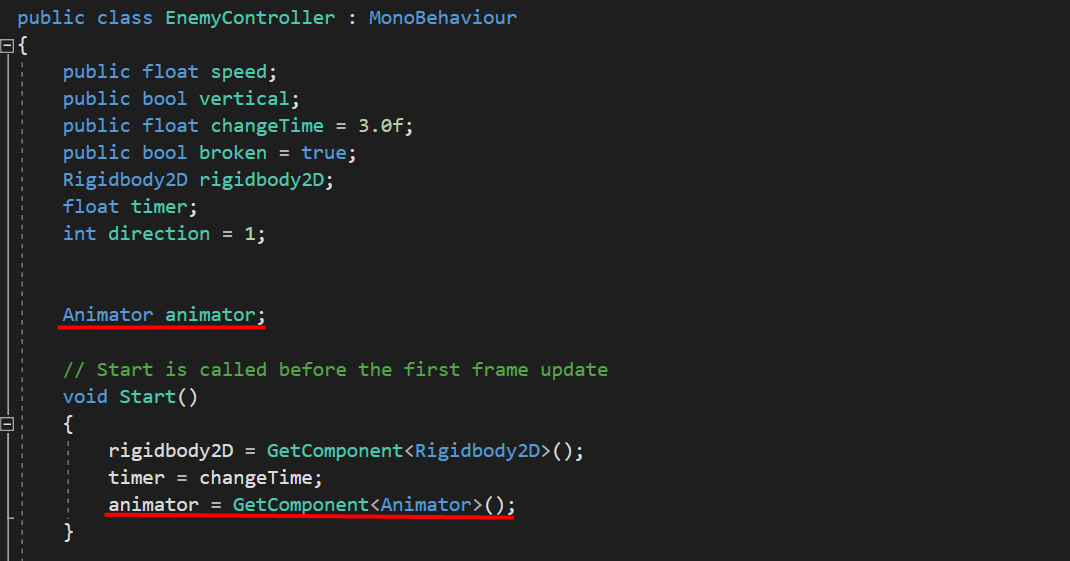 public class EnemyController : MonoBehaviour
{
public float speed;
public bool vertical;
public float changeTime = 3.0f;
public bool broken = true;
Rigidbody2D rigidbody2D;
float timer;
int direction = 1;
Animator animator;
// Start is called before the first frame update
void Start()
{
rigidbody2D = GetComponent<Rigidbody2D>();
timer = changeTime;
animator = GetComponent<Animator>();
}